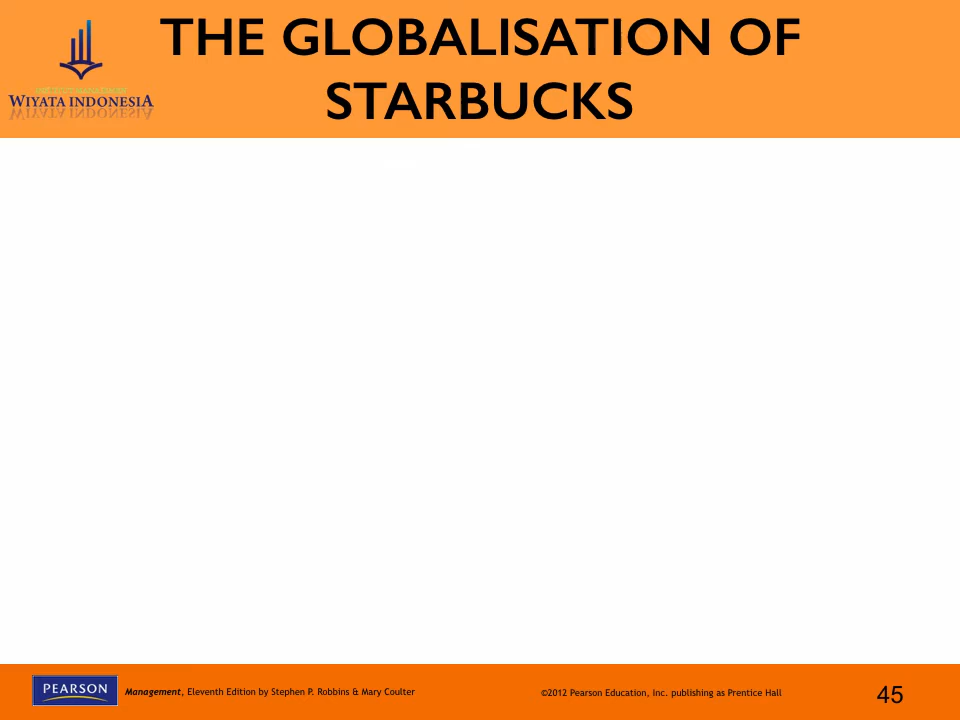 THE GLOBALISATION OF
STARBUCKS
WIYATA INDONESIA
PEARSON
Management, Eleventh Edition by Stephen P. Robbins & Mary Coulter
©2012 Pearson Education, Inc. publishing as Prentice Hall
45